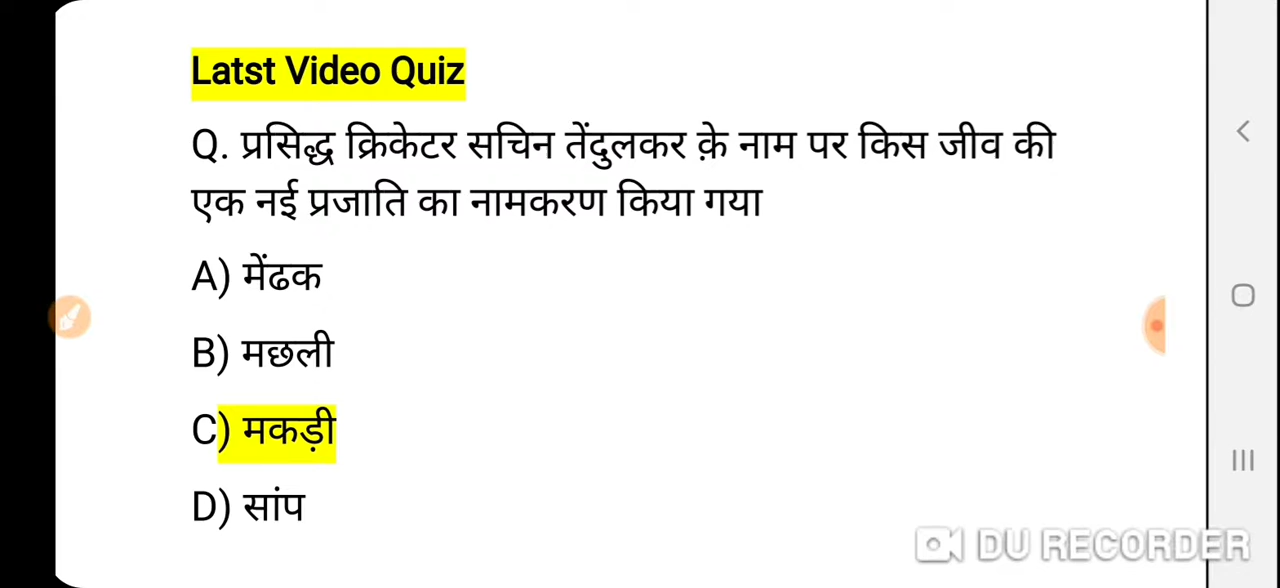 Latst Video Quiz
Q. प्रसिद्ध क्रिकेटर सचिन तेंदुलकर क़े नाम पर किस जीव की
एक नई प्रजाति का नामकरण किया गया
A) मेंढक
B) मछली
C) मकड़ी
D) सांप
DU RECORDER